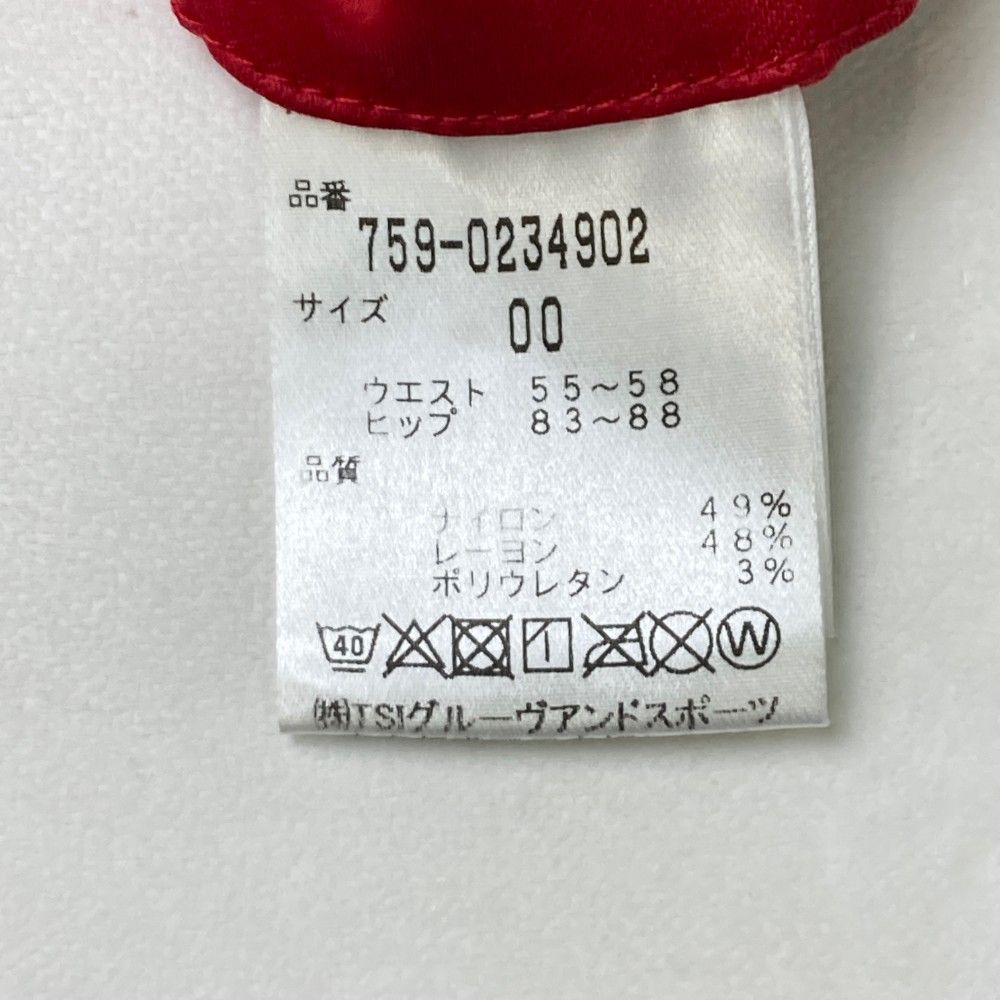 品番
759-0234902
サイズ 00
ウエスト 55～58
ヒップ 83～88
品質
ナイロン 49%
レーヨン 48%
ポリウレタン 3%
40 W
㈱TSIグルーヴアンドスポーツ